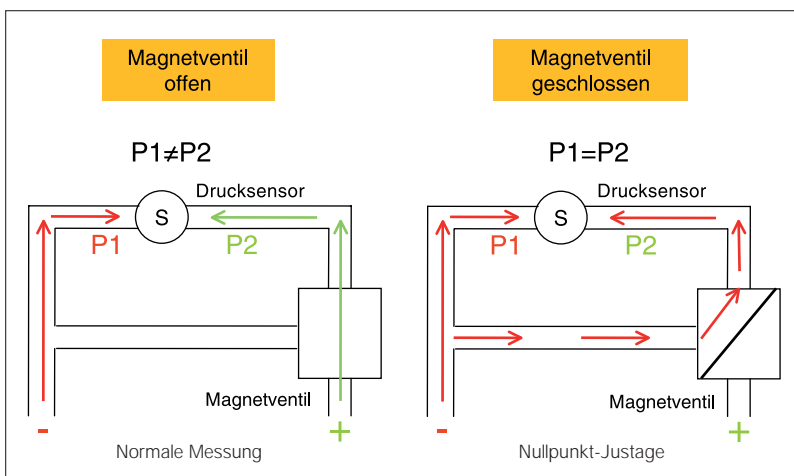 Magnetventil
offen
P1≠P2
Drucksensor
S
P1
P2
Magnetventil
-
+
Normale Messung
Magnetventil
geschlossen
P1=P2
Drucksensor
S
P1
P2
Magnetventil
-
+
Nullpunkt-Justage